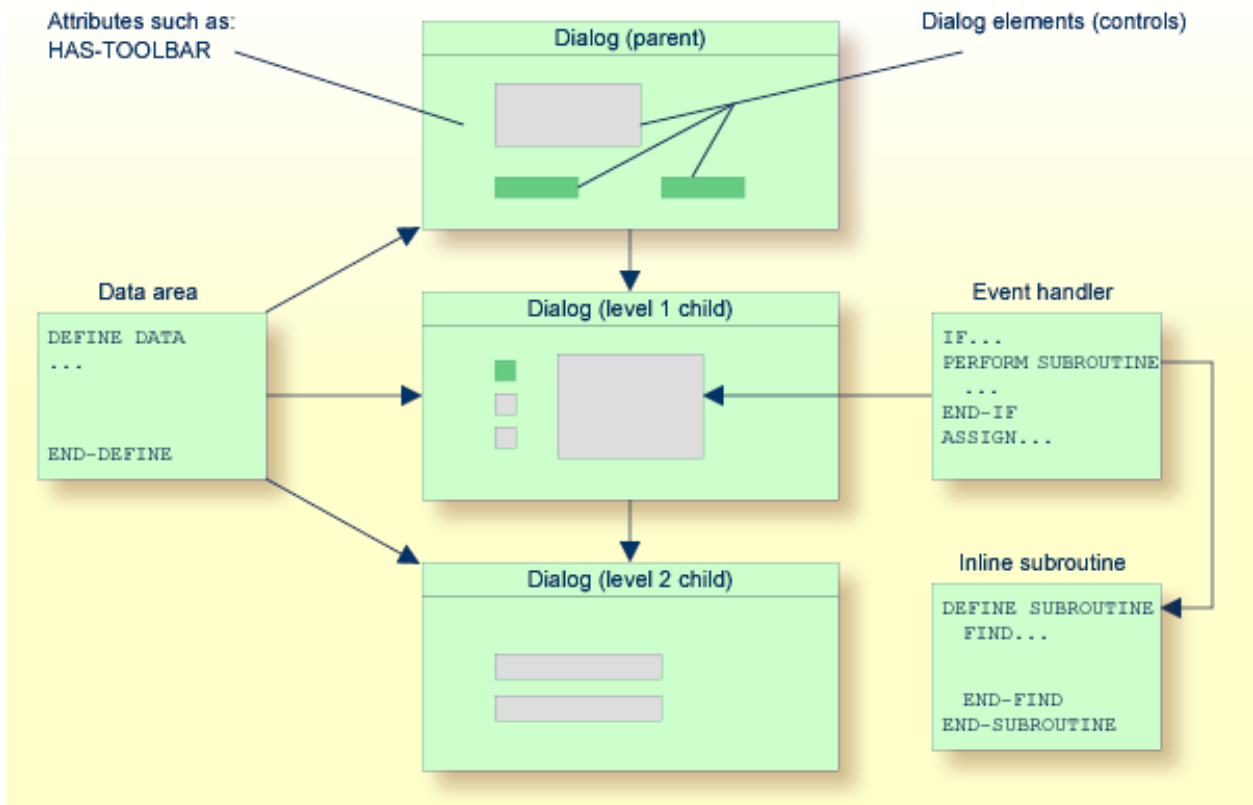 Attributes such as:
HAS-TOOLBAR
Dialog (parent)
Dialog elements (controls)
Data area
DEFINE DATA
...
END-DEFINE
Dialog (level 1 child)
Event handler
IF...
PERFORM SUBROUTINE
...
END-IF
ASSIGN...
Dialog (level 2 child)
Inline subroutine
DEFINE SUBROUTINE
FIND...
END-FIND
END-SUBROUTINE